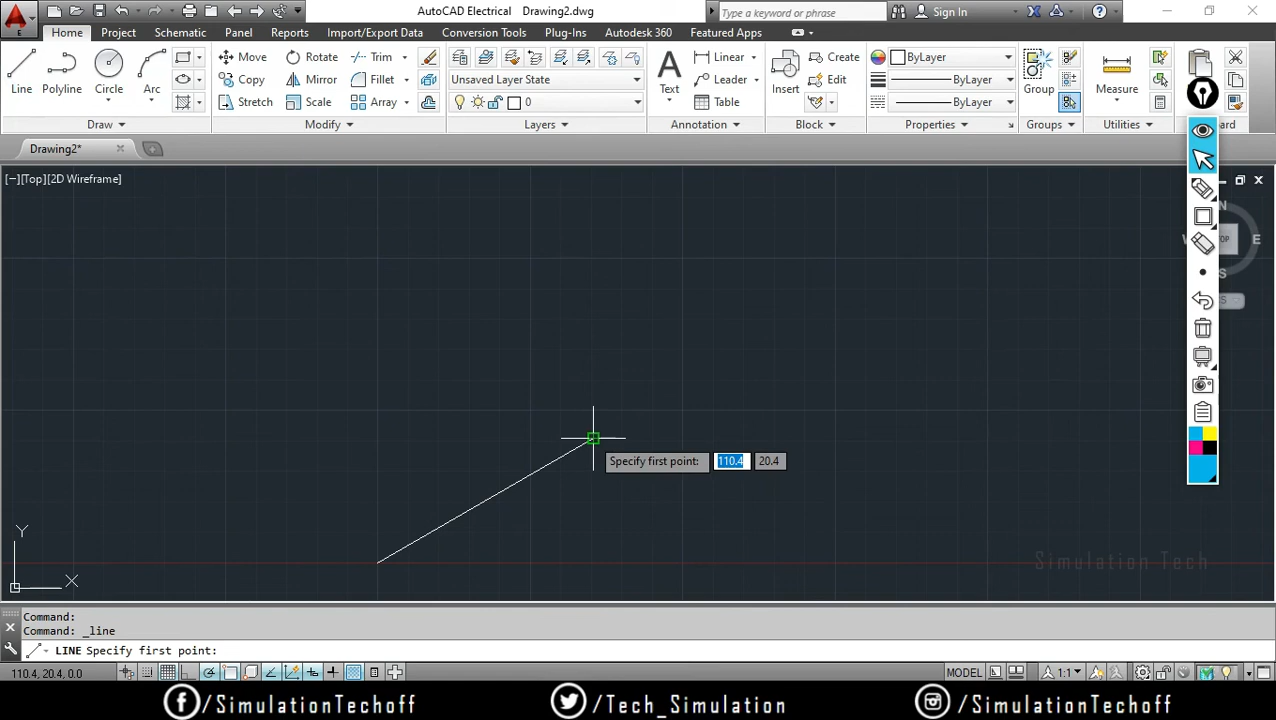 AutoCAD Electrical Drawing2.dwg
Type a keyword or phrase
Sign In
Home Project Schematic Panel Reports Import/Export Data Conversion Tools Plug-Ins Autodesk 360 Featured Apps
Line
Polyline
Circle
Arc
Move Rotate Trim
Copy Mirror Fillet
Stretch Scale Array
Unsaved Layer State
0
Text
Linear
Leader
Table
Insert
Create
Edit
ByLayer
ByLayer
ByLayer
Group
Measure
Draw Modify Layers Annotation Block Properties Groups Utilities
Drawing2*
[−][Top][2D Wireframe]
N
TOP
E
S
Specify first point: 110.4 20.4
Y
X
Simulation Tech
Command:
Command: _line
LINE Specify first point:
110.4, 20.4, 0.0
MODEL
1:1
/SimulationTechoff
/Tech_Simulation
/SimulationTechoff